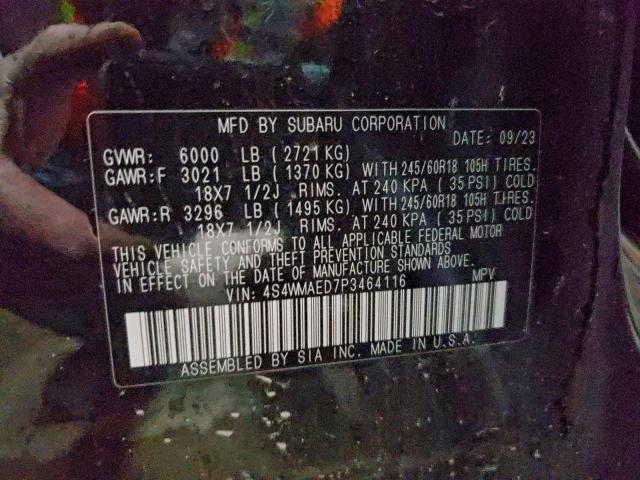 MFD BY SUBARU CORPORATION
DATE: 09/23
GVWR: 6000 LB (2721 KG)
GAWR:F 3021 LB (1370 KG) WITH 245/60R18 105H TIRES.
18X7 1/2J RIMS. AT 240 KPA (35 PSI) COLD
GAWR:R 3296 LB (1495 KG) WITH 245/60R18 105H TIRES.
18X7 1/2J RIMS. AT 240 KPA (35 PSI) COLD
THIS VEHICLE CONFORMS TO ALL APPLICABLE FEDERAL MOTOR
VEHICLE SAFETY AND THEFT PREVENTION STANDARDS
IN EFFECT ON THE DATE OF MANUFACTURE SHOWN ABOVE.
VIN: 4S4WMAED7P3464116 MPV
ASSEMBLED BY SIA INC. MADE IN U.S.A.